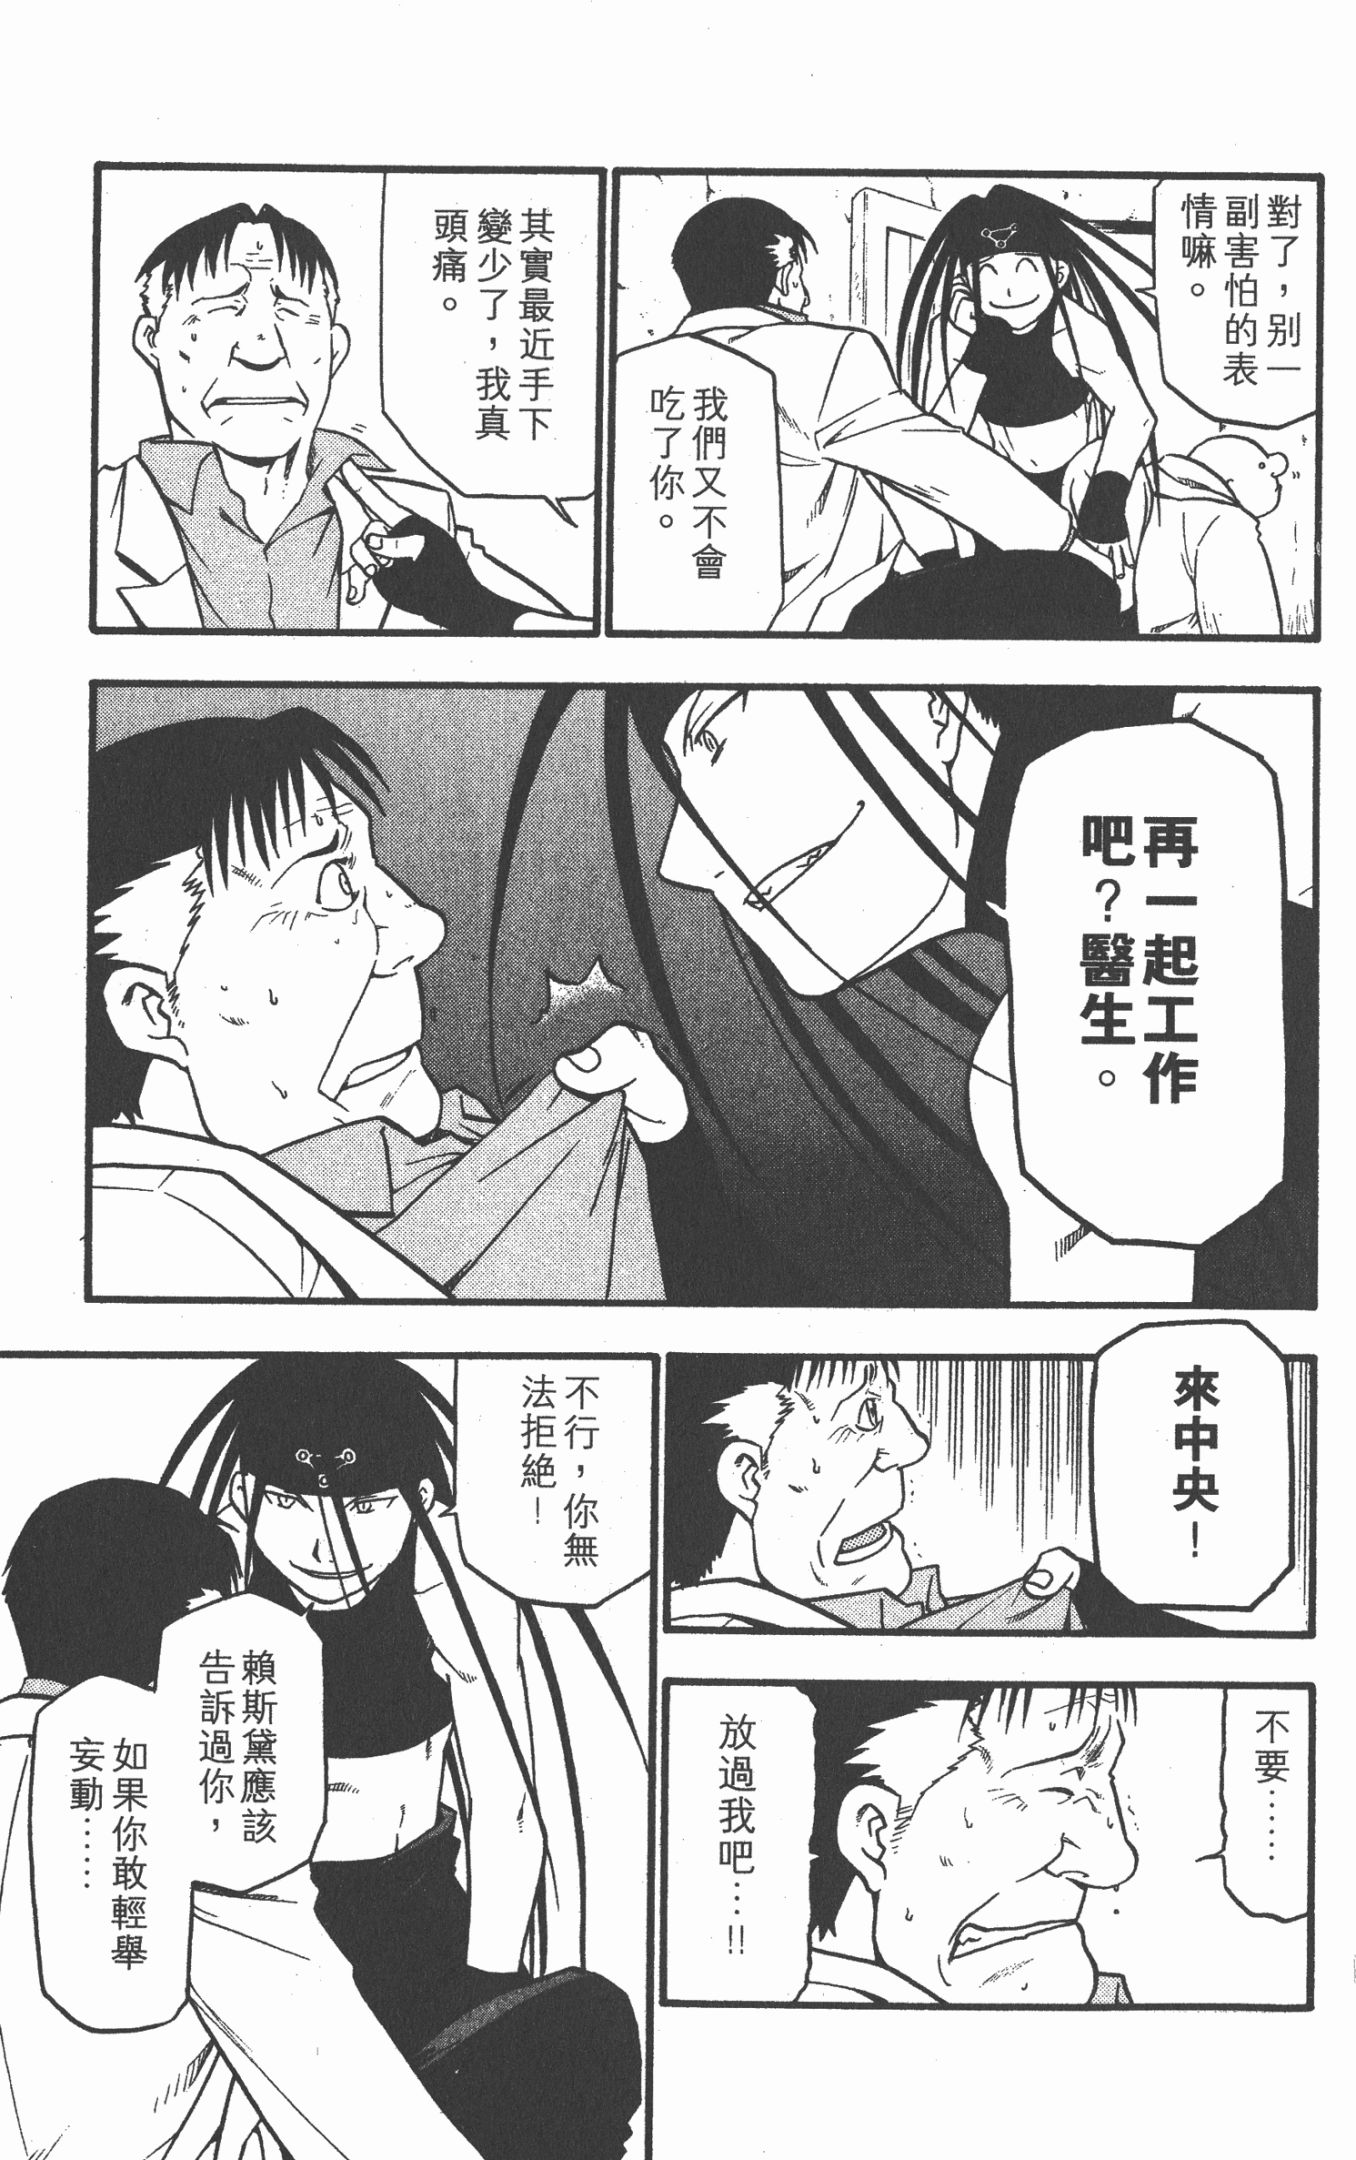 對了，别一
副害怕的表
情嘛。
我們又不會
吃了你。
其實最近手下
變少了，我真
頭痛。
再一起工作
吧？醫生。
來中央！
不要……
放過我吧…!!
不行，你無
法拒絕！
賴斯黛應該
告訴過你，
如果你敢輕舉
妄動……